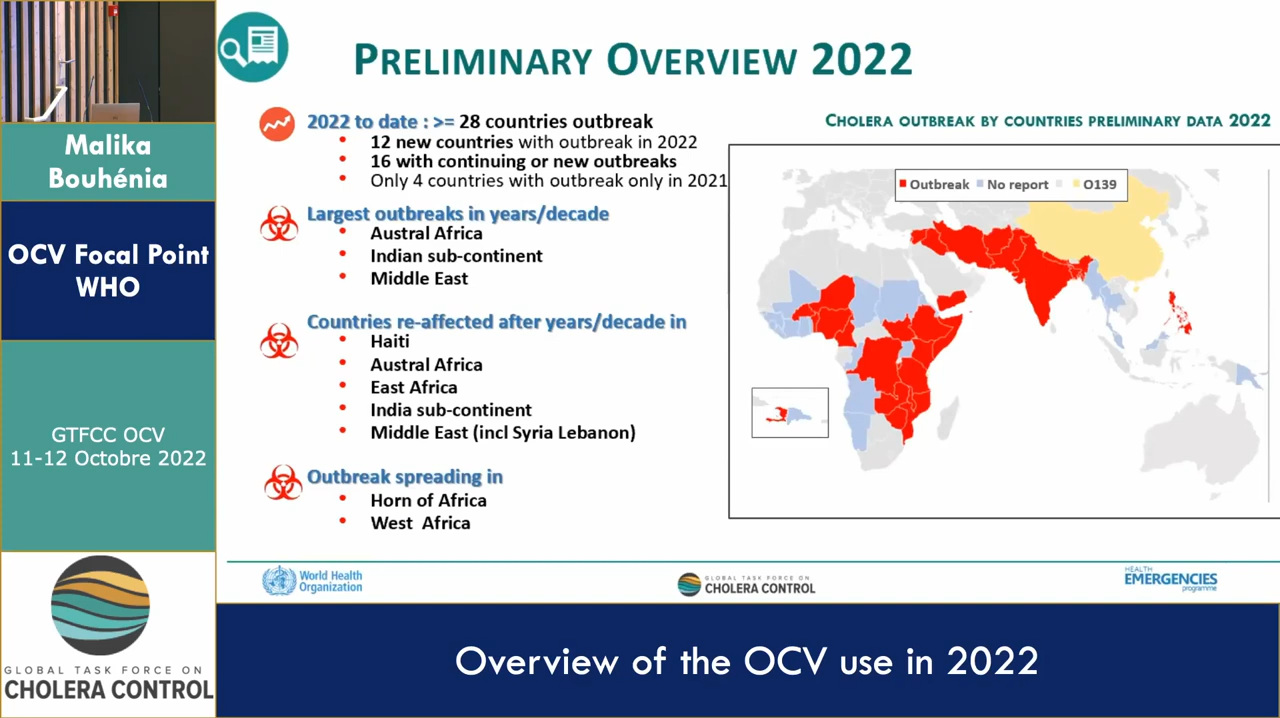 Malika
Bouhénia
OCV Focal Point
WHO
GTFCC OCV
11-12 Octobre 2022
GLOBAL TASK FORCE ON
CHOLERA CONTROL
PRELIMINARY OVERVIEW 2022
2022 to date : >= 28 countries outbreak
• 12 new countries with outbreak in 2022
• 16 with continuing or new outbreaks
• Only 4 countries with outbreak only in 2021
Largest outbreaks in years/decade
• Austral Africa
• Indian sub-continent
• Middle East
Countries re-affected after years/decade in
• Haiti
• Austral Africa
• East Africa
• India sub-continent
• Middle East (incl Syria Lebanon)
Outbreak spreading in
• Horn of Africa
• West Africa
CHOLERA OUTBREAK BY COUNTRIES PRELIMINARY DATA 2022
Outbreak No report O139
World Health
Organization
GLOBAL TASK FORCE ON
CHOLERA CONTROL
HEALTH
EMERGENCIES
programme
Overview of the OCV use in 2022